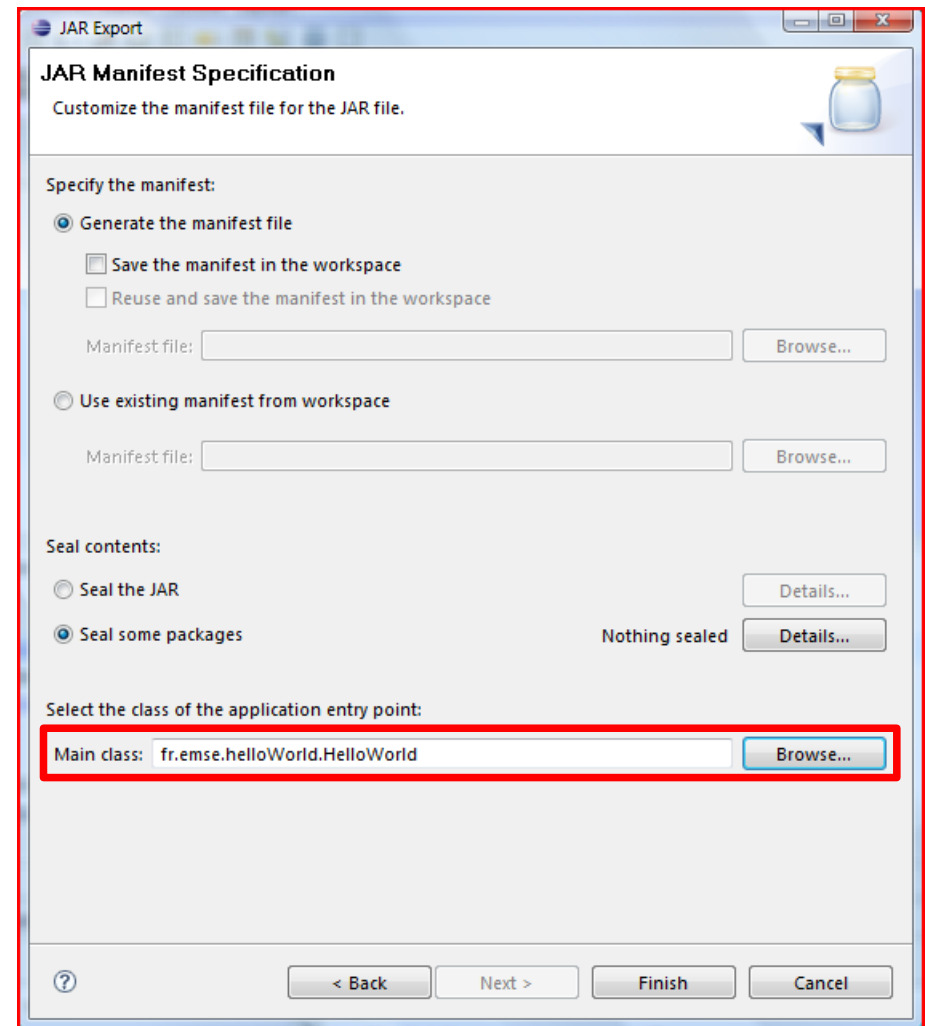 JAR Export
JAR Manifest Specification
Customize the manifest file for the JAR file.
Specify the manifest:
Generate the manifest file
Save the manifest in the workspace
Reuse and save the manifest in the workspace
Manifest file: Browse...
Use existing manifest from workspace
Manifest file: Browse...
Seal contents:
Seal the JAR Details...
Seal some packages Nothing sealed Details...
Select the class of the application entry point:
Main class: fr.emse.helloWorld.HelloWorld Browse...
? < Back Next > Finish Cancel